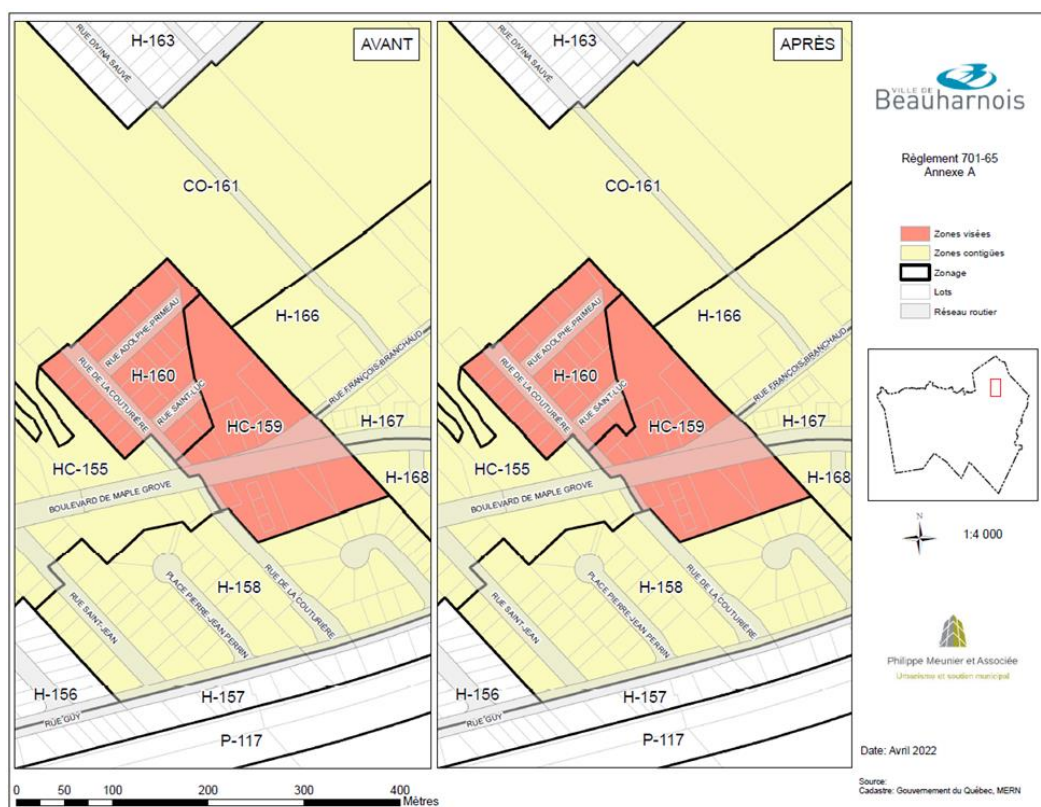 AVANT
H-163
RUE DIVINA SAUVÉ
CO-161
H-166
RUE ADOLPHE-PRIMEAU
H-160
RUE DE LA COUTURIÈRE
RUE SAINT-LUC
RUE FRANÇOIS-BRANCHAUD
HC-159
H-167
HC-155
H-168
BOULEVARD DE MAPLE GROVE
H-158
PLACE PIERRE-JEAN PERRIN
RUE DE LA COUTURIÈRE
RUE SAINT-JEAN
H-156
H-157
RUE GUY
P-117
APRÈS
H-163
RUE DIVINA SAUVÉ
CO-161
H-166
RUE ADOLPHE-PRIMEAU
H-160
RUE DE LA COUTURIÈRE
RUE SAINT-LUC
RUE FRANÇOIS-BRANCHAUD
HC-159
H-167
HC-155
H-168
BOULEVARD DE MAPLE GROVE
H-158
PLACE PIERRE-JEAN PERRIN
RUE DE LA COUTURIÈRE
RUE SAINT-JEAN
H-156
H-157
RUE GUY
P-117
0 50 100 200 300 400
Mètres
VILLE DE
Beauharnois
Règlement 701-65
Annexe A
Zones visées
Zones contigües
Zonage
Lots
Réseau routier
N
1:4 000
Philippe Meunier et Associée
Urbanisme et soutien municipal
Date: Avril 2022
Source:
Cadastre: Gouvernement du Québec, MERN